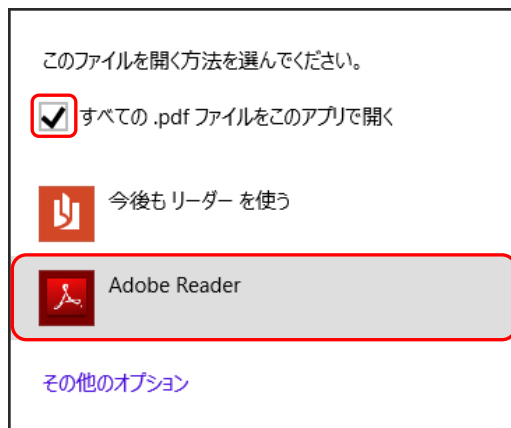 このファイルを開く方法を選んでください。
すべての .pdf ファイルをこのアプリで開く
今後も リーダー を使う
Adobe Reader
その他のオプション